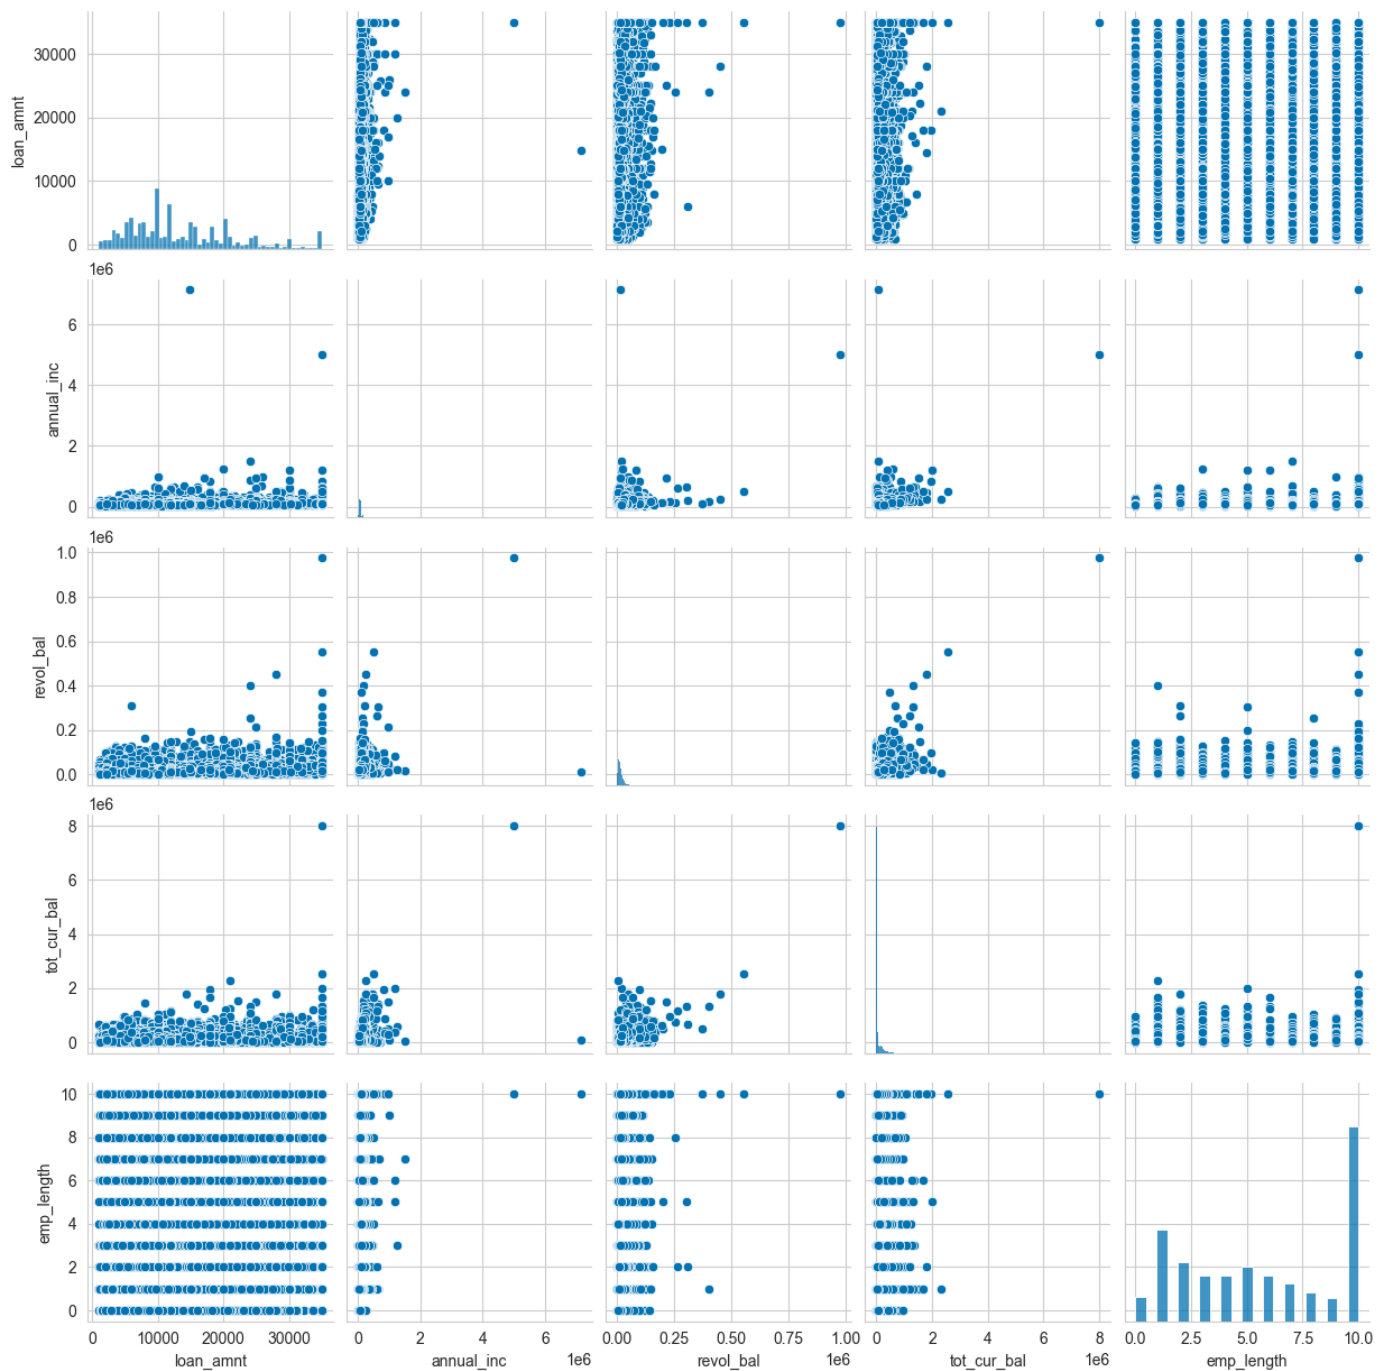 30000
20000
10000
0
loan_amnt
1e6
6
4
2
0
annual_inc
1e6
1.0
0.8
0.6
0.4
0.2
0.0
revol_bal
1e6
8
6
4
2
0
tot_cur_bal
10
8
6
4
2
0
emp_length
0 10000 20000 30000
loan_amnt
0 2 4 6
1e6
annual_inc
0.00 0.25 0.50 0.75 1.00
1e6
revol_bal
0 2 4 6 8
1e6
tot_cur_bal
0.0 2.5 5.0 7.5 10.0
emp_length